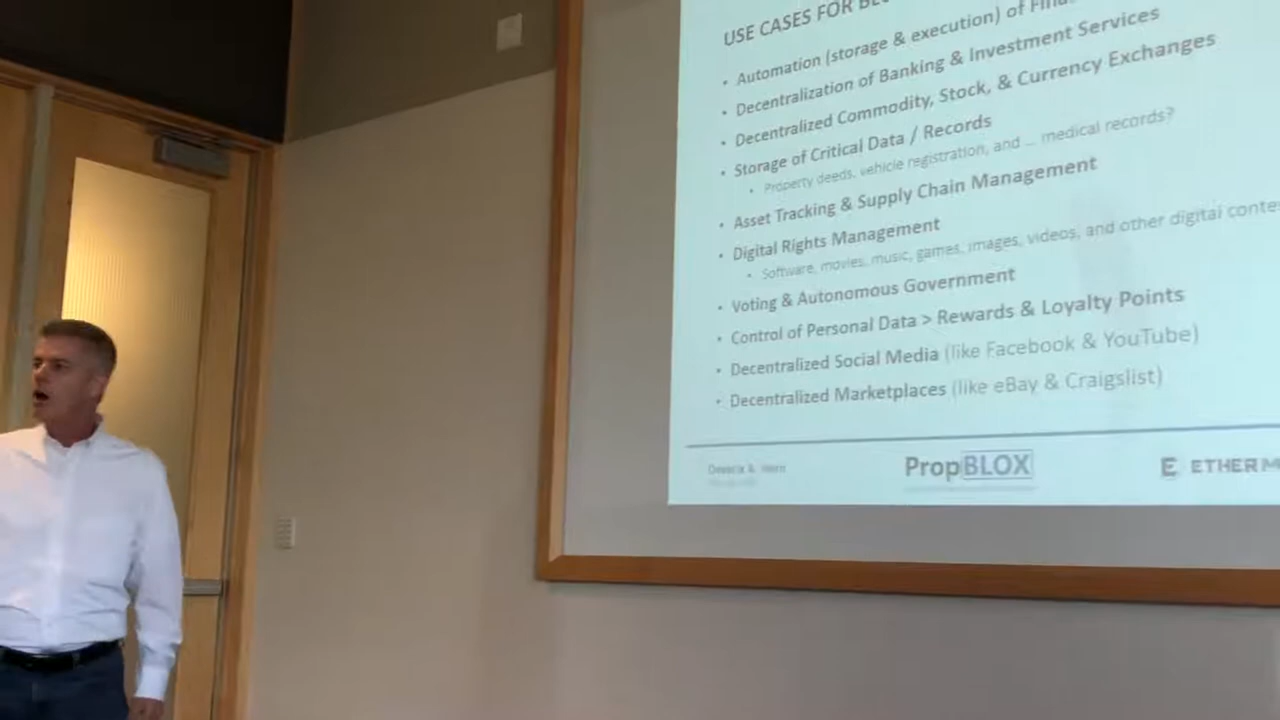 USE CASES FOR
• Automation (storage & execution) of
• Decentralization of Banking & Investment Services
• Decentralized Commodity, Stock, & Currency Exchanges
• Storage of Critical Data / Records
• Property deeds, vehicle registration, and ... medical records?
• Asset Tracking & Supply Chain Management
• Digital Rights Management
• Software, movies, music, games, images, videos, and other digital
• Voting & Autonomous Government
• Control of Personal Data > Rewards & Loyalty Points
• Decentralized Social Media (like Facebook & YouTube)
• Decentralized Marketplaces (like eBay & Craigslist)
PropBLOX
E ETHER